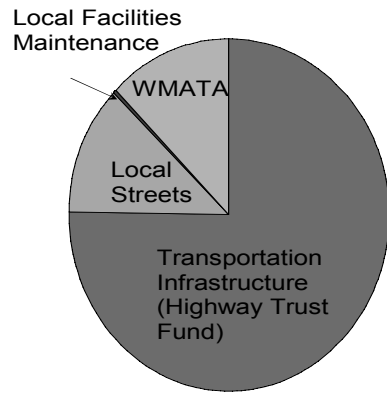 Local Facilities
Maintenance
WMATA
Local
Streets
Transportation
Infrastructure
(Highway Trust
Fund)